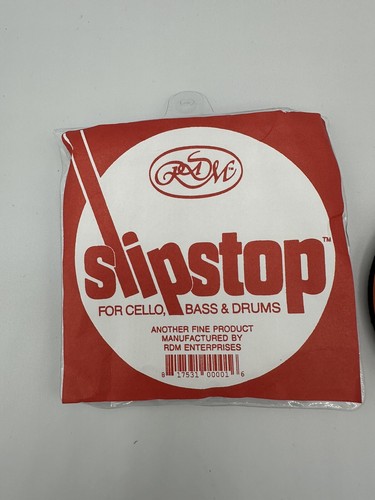 RDM
slipstop™
FOR CELLO, BASS & DRUMS
ANOTHER FINE PRODUCT
MANUFACTURED BY
RDM ENTERPRISES
8 17531 00001 6